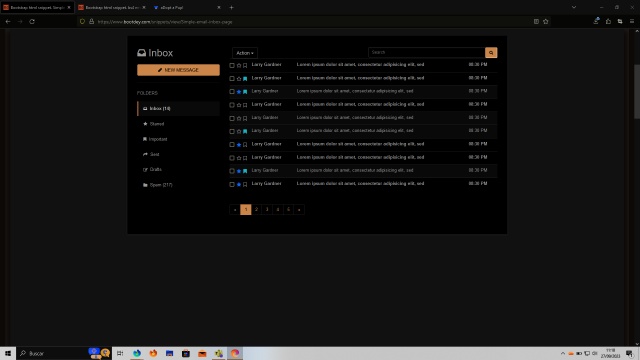 Bootstrap html snippet. Simple
Bootstrap html snippet. bs3 e
eDopt a Pup!
https://www.bootdey.com/snippets/view/Simple-email-inbox-page
Inbox
Action
Search
NEW MESSAGE
FOLDERS
Inbox (14)
Starred
Important
Sent
Drafts
Spam (217)
Larry Gardner Lorem ipsum dolor sit amet, consectetur adipisicing elit, sed 08:30 PM
Larry Gardner Lorem ipsum dolor sit amet, consectetur adipisicing elit, sed 08:30 PM
Larry Gardner Lorem ipsum dolor sit amet, consectetur adipisicing elit, sed 08:30 PM
Larry Gardner Lorem ipsum dolor sit amet, consectetur adipisicing elit, sed 08:30 PM
Larry Gardner Lorem ipsum dolor sit amet, consectetur adipisicing elit, sed 08:30 PM
Larry Gardner Lorem ipsum dolor sit amet, consectetur adipisicing elit, sed 08:30 PM
Larry Gardner Lorem ipsum dolor sit amet, consectetur adipisicing elit, sed 08:30 PM
Larry Gardner Lorem ipsum dolor sit amet, consectetur adipisicing elit, sed 08:30 PM
Larry Gardner Lorem ipsum dolor sit amet, consectetur adipisicing elit, sed 08:30 PM
Larry Gardner Lorem ipsum dolor sit amet, consectetur adipisicing elit, sed 08:30 PM
« 1 2 3 4 5 »
Buscar
11:18